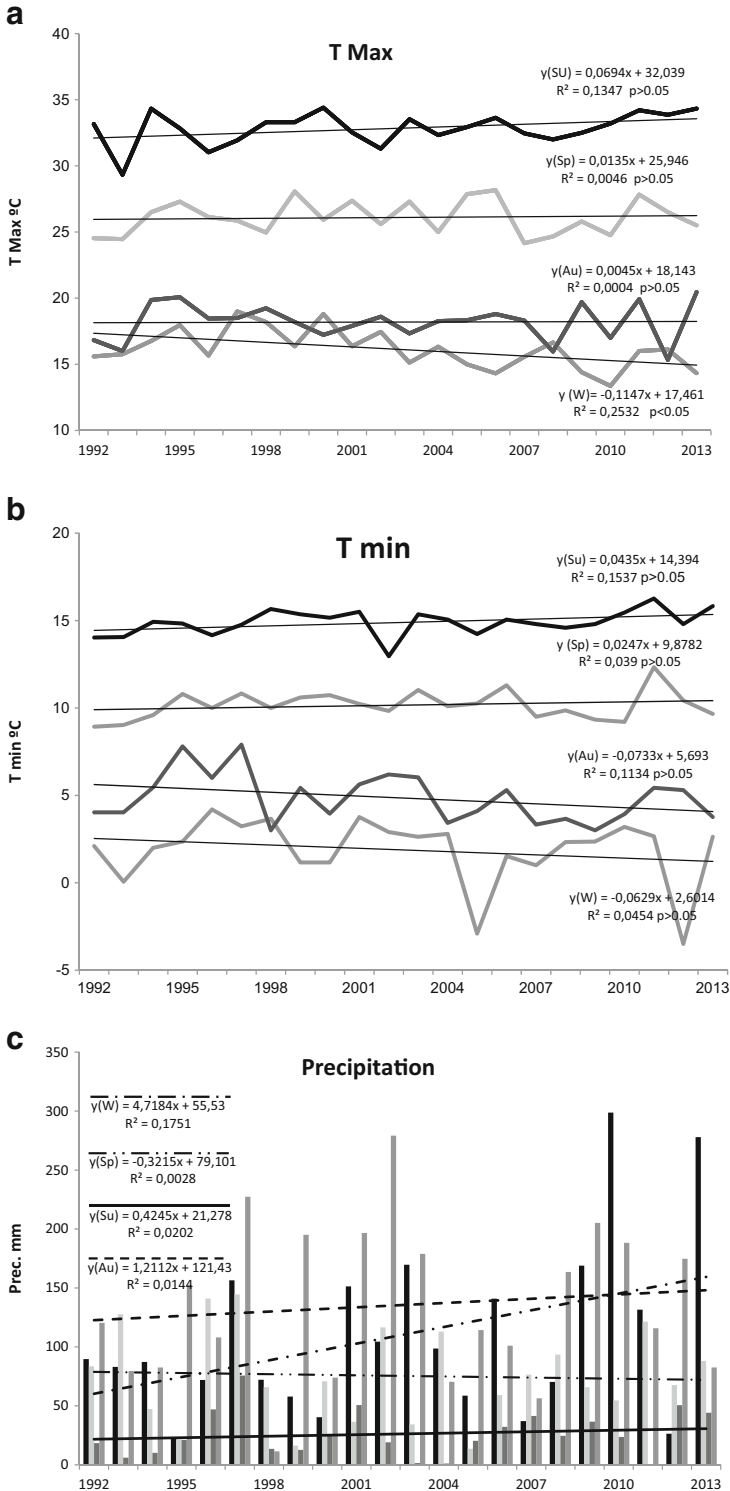 a
T Max
40
35
30
25
20
15
10
T Max ºC
y(SU) = 0,0694x + 32,039
R² = 0,1347 p>0.05
y(Sp) = 0,0135x + 25,946
R² = 0,0046 p>0.05
y(Au) = 0,0045x + 18,143
R² = 0,0004 p>0.05
y (W)= -0,1147x + 17,461
R² = 0,2532 p<0.05
1992 1995 1998 2001 2004 2007 2010 2013
b
T min
20
15
10
5
0
-5
T min ºC
y(Su) = 0,0435x + 14,394
R² = 0,1537 p>0.05
y (Sp) = 0,0247x + 9,8782
R² = 0,039 p>0.05
y(Au) = -0,0733x + 5,693
R² = 0,1134 p>0.05
y(W) = -0,0629x + 2,6014
R² = 0,0454 p>0.05
1992 1995 1998 2001 2004 2007 2010 2013
c
Precipitation
350
300
250
200
150
100
50
0
Prec. mm
y(W) = 4,7184x + 55,53
R² = 0,1751
y(Sp) = -0,3215x + 79,101
R² = 0,0028
y(Su) = 0,4245x + 21,278
R² = 0,0202
y(Au) = 1,2112x + 121,43
R² = 0,0144
1992 1995 1998 2001 2004 2007 2010 2013